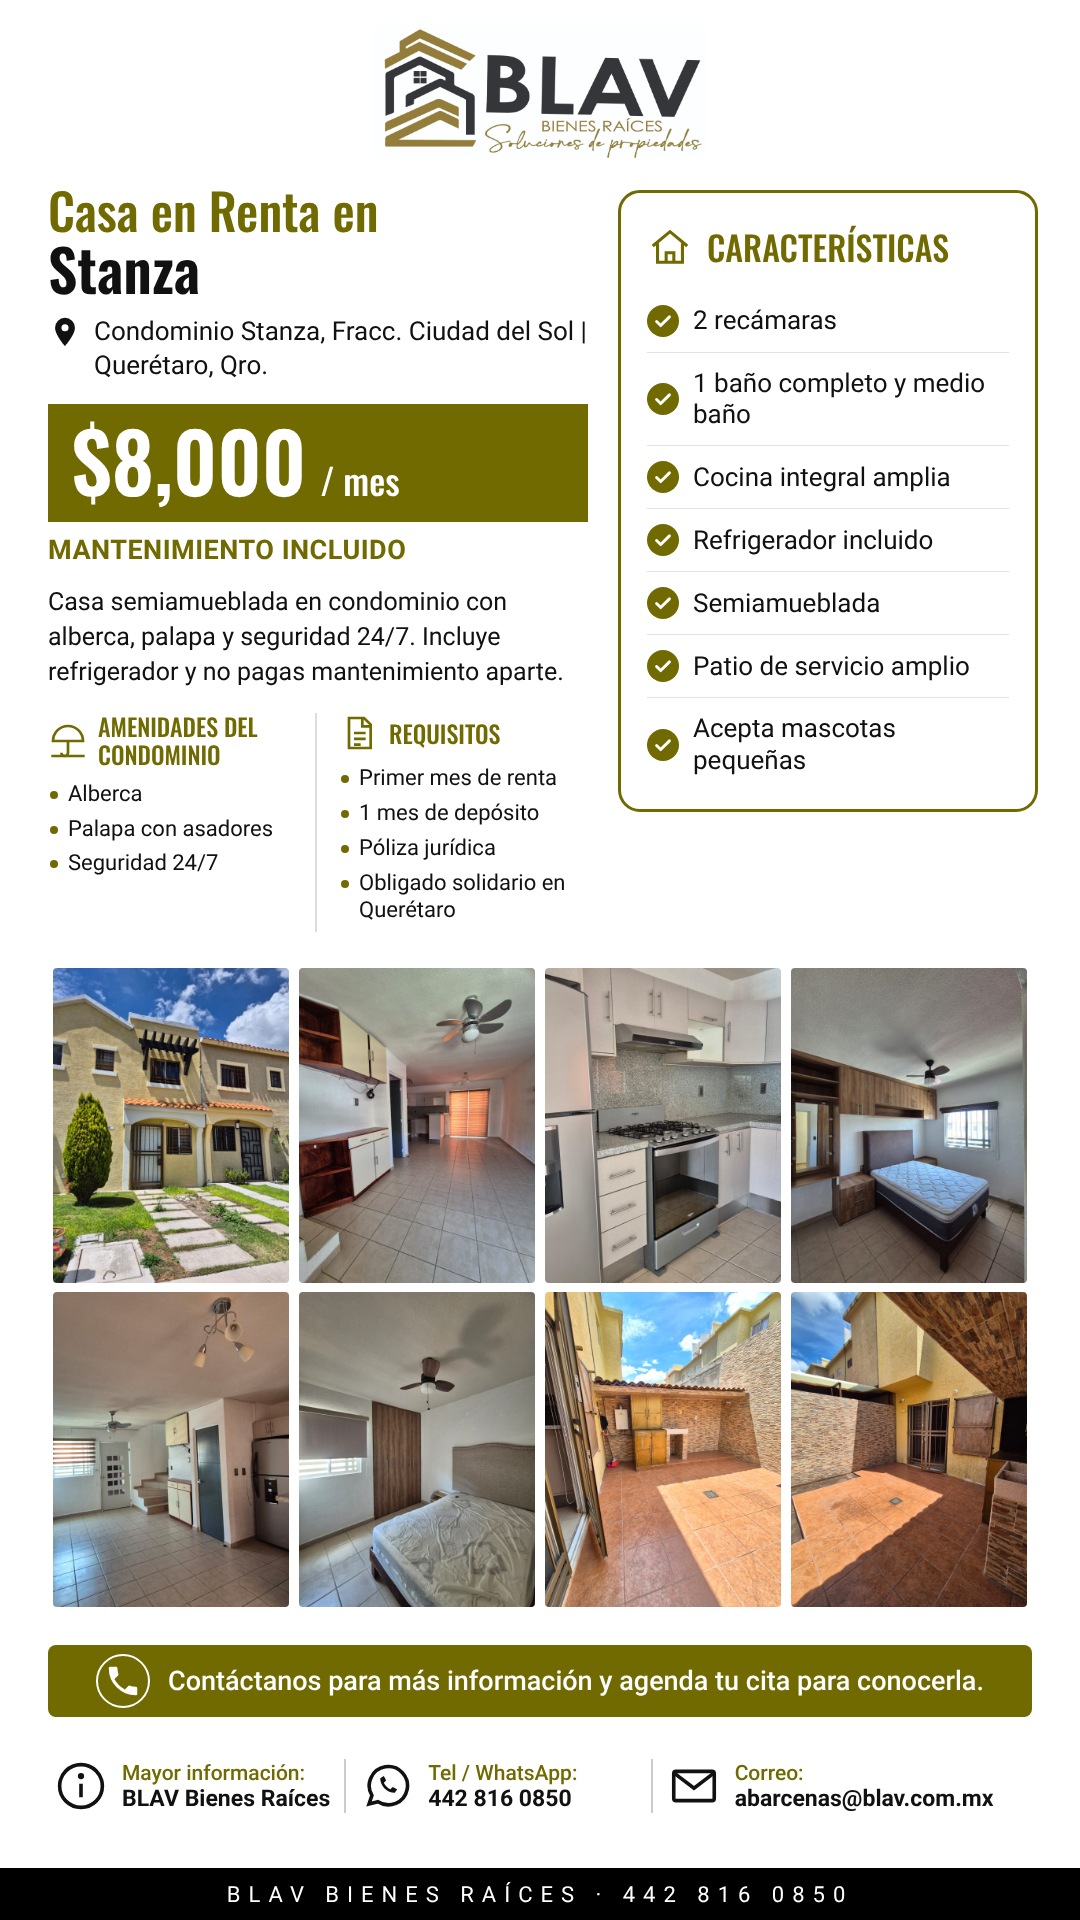 BLAV
BIENES RAÍCES
Soluciones de propiedades
Casa en Renta en
Stanza
Condominio Stanza, Fracc. Ciudad del Sol |
Querétaro, Qro.
$8,000 / mes
MANTENIMIENTO INCLUIDO
Casa semiamueblada en condominio con
alberca, palapa y seguridad 24/7. Incluye
refrigerador y no pagas mantenimiento aparte.
AMENIDADES DEL
CONDOMINIO
Alberca
Palapa con asadores
Seguridad 24/7
REQUISITOS
Primer mes de renta
1 mes de depósito
Póliza jurídica
Obligado solidario en
Querétaro
CARACTERÍSTICAS
2 recámaras
1 baño completo y medio
baño
Cocina integral amplia
Refrigerador incluido
Semiamueblada
Patio de servicio amplio
Acepta mascotas
pequeñas
Contáctanos para más información y agenda tu cita para conocerla.
Mayor información:
BLAV Bienes Raíces
Tel / WhatsApp:
442 816 0850
Correo:
abarcenas@blav.com.mx
BLAV BIENES RAÍCES · 442 816 0850